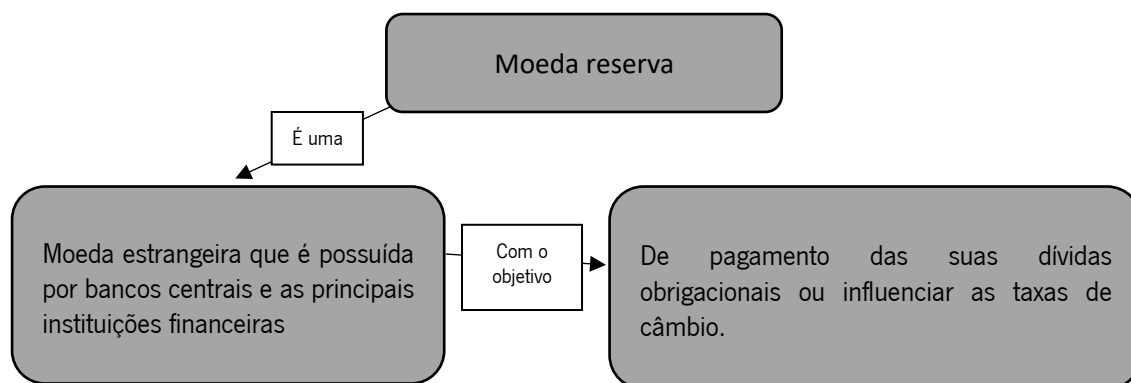 Moeda reserva
É uma
Moeda estrangeira que é possuída
por bancos centrais e as principais
instituições financeiras
Com o
objetivo
De pagamento das suas dívidas
obrigacionais ou influenciar as taxas de
câmbio.